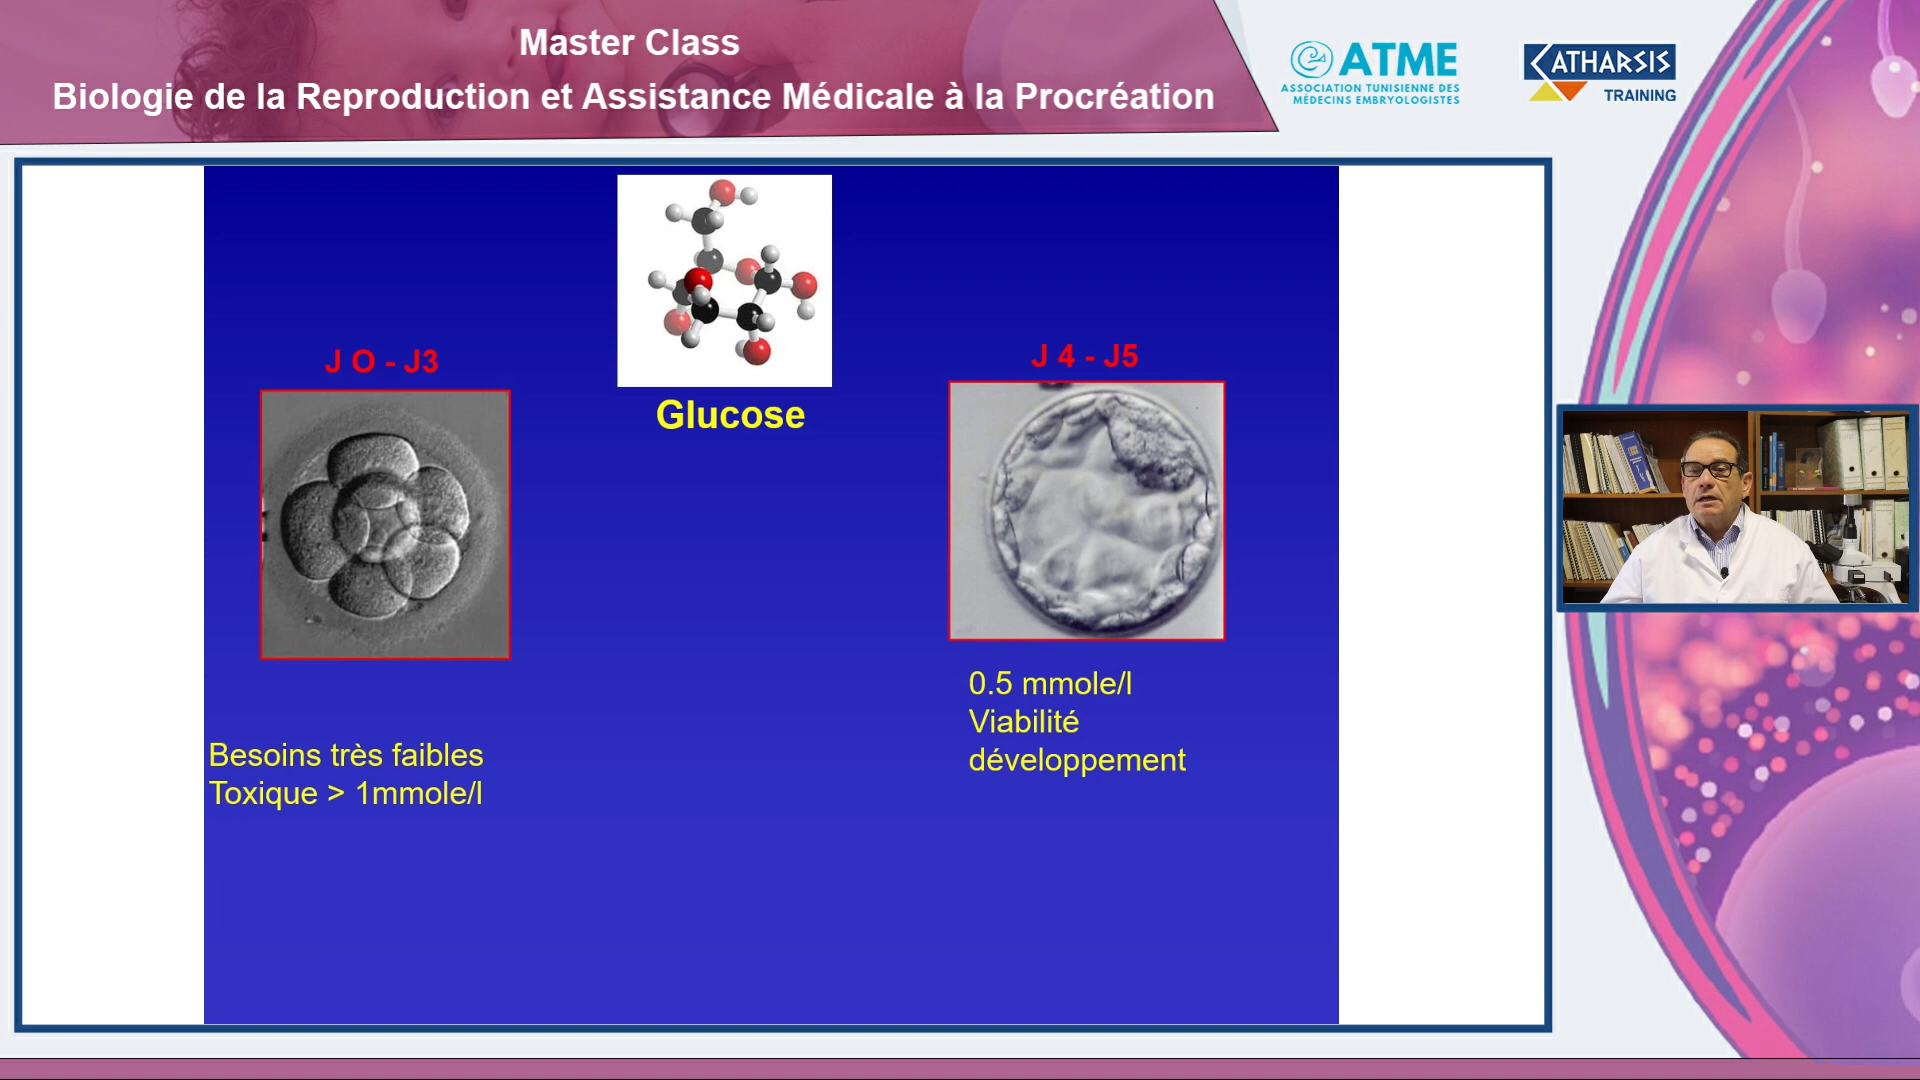 Master Class
Biologie de la Reproduction et Assistance Médicale à la Procréation
ATME
ASSOCIATION TUNISIENNE DES
MÉDECINS EMBRYOLOGISTES
CATHARSIS
TRAINING
J O - J3
Glucose
J 4 - J5
Besoins très faibles
Toxique > 1mmole/l
0.5 mmole/l
Viabilité
développement